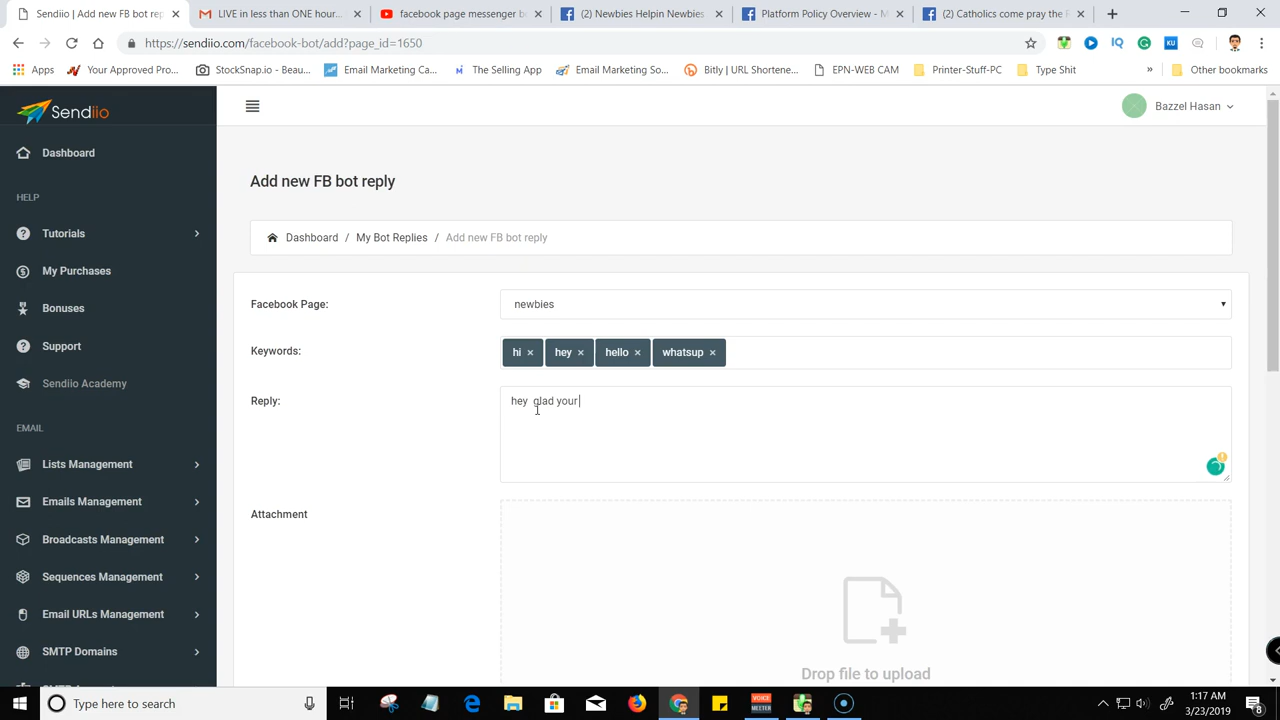 Sendiio | Add new FB bot rep
LIVE in less than ONE hour...
facebook page messenger be
(2) Newbies Helpin Newbies
Platform Policy Overview - M
(2) Catholics come pray the R
https://sendiio.com/facebook-bot/add?page_id=1650
Apps
Your Approved Pro...
StockSnap.io - Beau...
Email Marketing Ca...
The Selling App
Email Marketing So...
Bitly | URL Shortene...
EPN-WEB CAM
Printer-Stuff-PC
Type Shit
»
Other bookmarks
Sendiio
Bazzel Hasan
Dashboard
HELP
Tutorials
My Purchases
Bonuses
Support
Sendiio Academy
EMAIL
Lists Management
Emails Management
Broadcasts Management
Sequences Management
Email URLs Management
SMTP Domains
Add new FB bot reply
Dashboard / My Bot Replies / Add new FB bot reply
Facebook Page:
newbies
Keywords:
hi × hey × hello × whatsup ×
Reply:
hey glad your
Attachment
Drop file to upload
Type here to search
VOICE MEETER
1:17 AM
3/23/2019
8